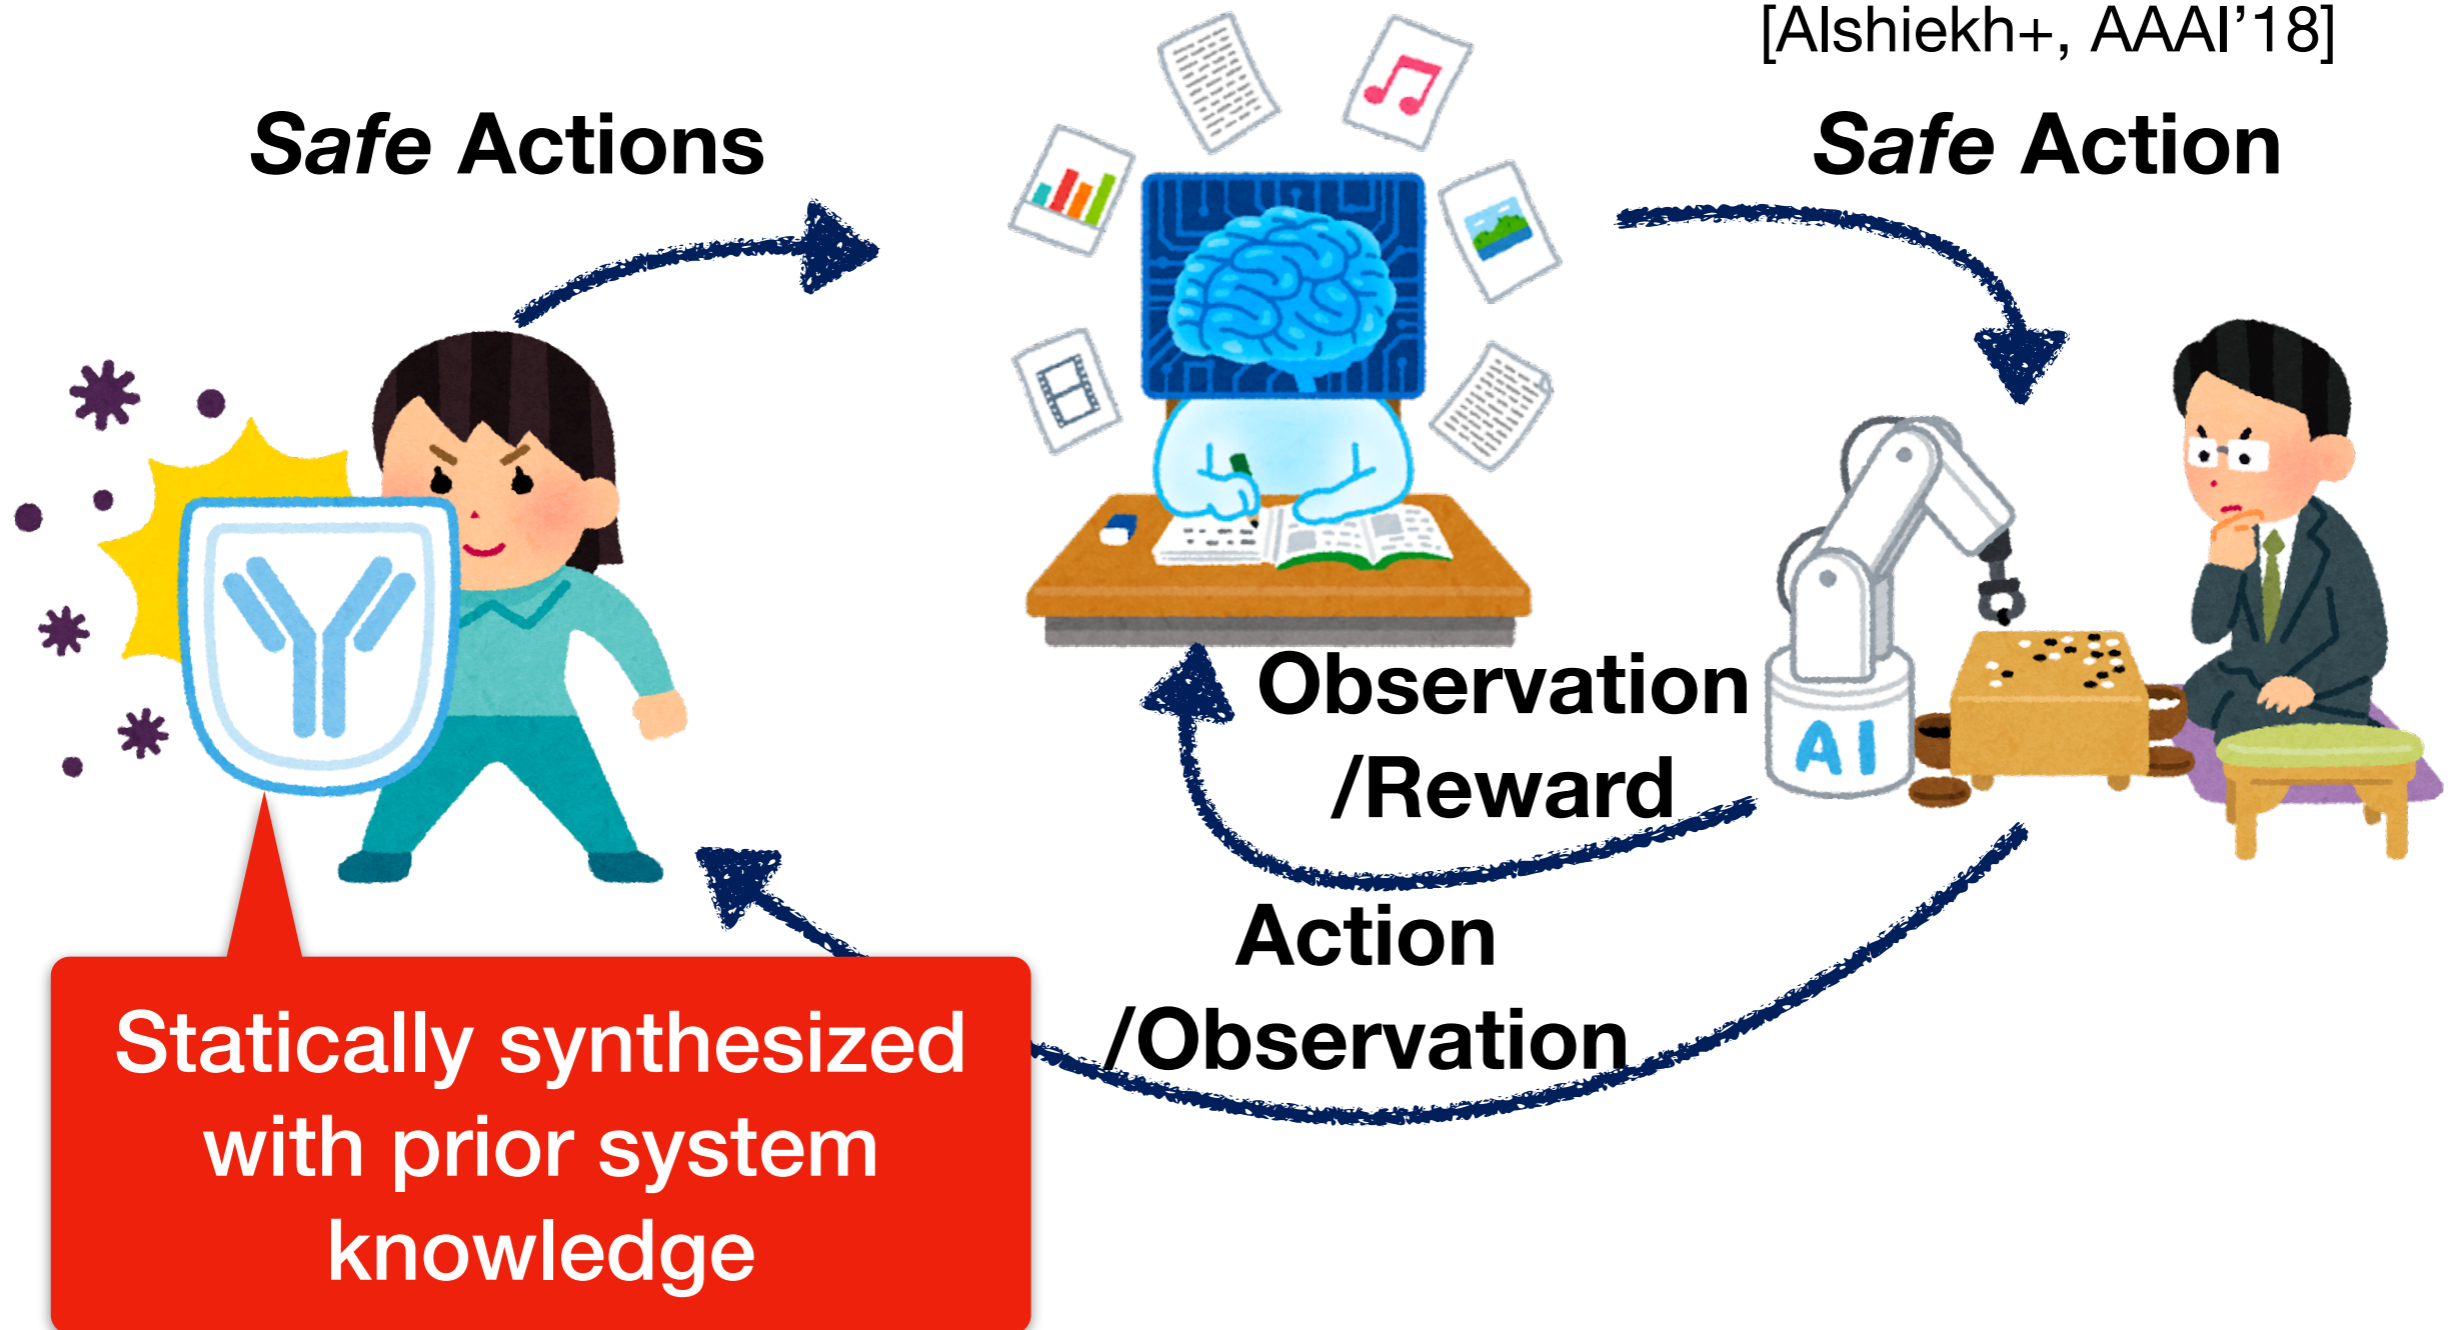 [Alshiekh+, AAAI'18]
Safe Actions
Safe Action
Observation
/Reward
AI
Action
/Observation
Statically synthesized
with prior system
knowledge